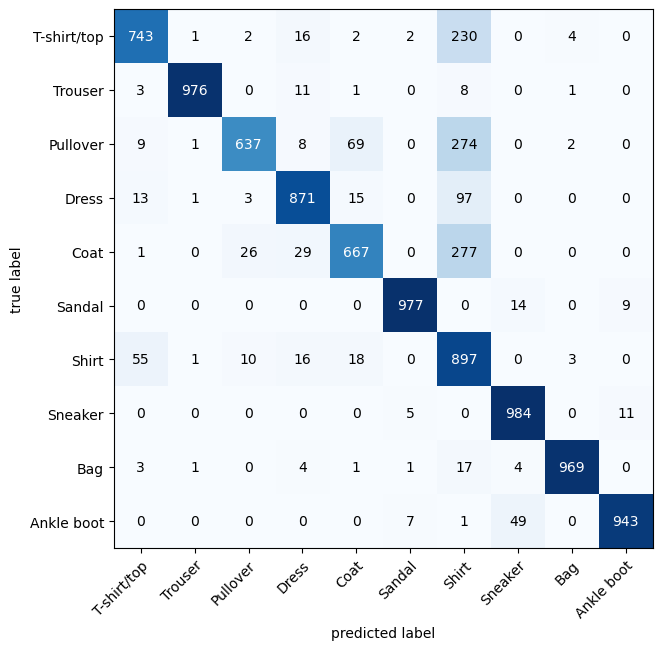 T-shirt/top 743 1 2 16 2 2 230 0 4 0
Trouser 3 976 0 11 1 8 0 1 0
Pullover 9 1 637 8 69 0 274 0 2 0
Dress 13 1 3 871 15 0 97 0 0 0
Coat 1 0 26 29 667 0 277 0 0 0
Sandal 0 0 0 0 0 977 0 14 0 9
Shirt 55 1 10 16 18 0 897 0 3 0
Sneaker 0 0 0 0 0 5 0 984 0 11
Bag 3 1 0 4 1 1 17 4 969 0
Ankle boot 0 0 0 0 0 7 1 49 0 943
true label
T-shirt/top Trouser Pullover Dress Coat Sandal Shirt Sneaker Bag Ankle boot
predicted label